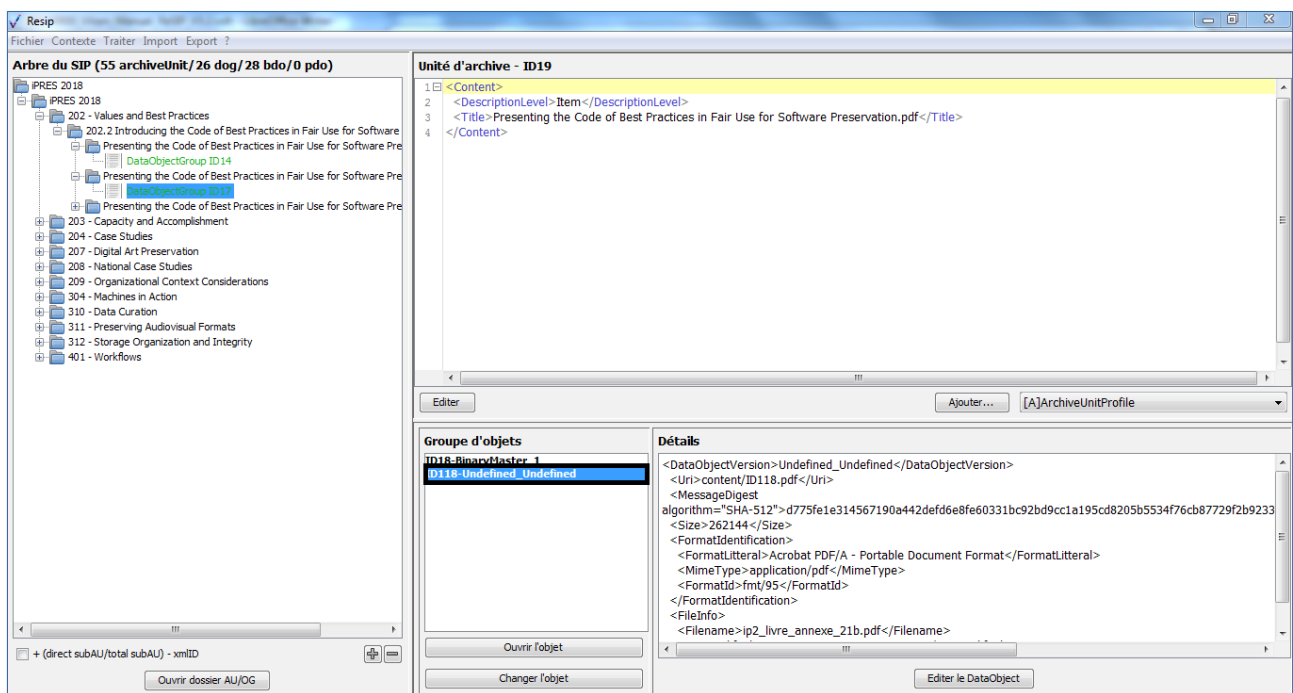 Resip
Fichier Contexte Traiter Import Export ?
Arbre du SIP (55 archiveUnit/26 dog/28 bdo/0 pdo)
iPRES 2018
iPRES 2018
202 - Values and Best Practices
202.2 Introducing the Code of Best Practices in Fair Use for Software
Presenting the Code of Best Practices in Fair Use for Software Pre
DataObjectGroup ID14
Presenting the Code of Best Practices in Fair Use for Software Pre
DataObjectGroup ID17
Presenting the Code of Best Practices in Fair Use for Software Pre
203 - Capacity and Accomplishment
204 - Case Studies
207 - Digital Art Preservation
208 - National Case Studies
209 - Organizational Context Considerations
304 - Machines in Action
310 - Data Curation
311 - Preserving Audiovisual Formats
312 - Storage Organization and Integrity
401 - Workflows
+ (direct subAU/total subAU) - xmlID
Ouvrir dossier AU/OG
Unité d'archive - ID19
1 <Content>
2 <DescriptionLevel>Item</DescriptionLevel>
3 <Title>Presenting the Code of Best Practices in Fair Use for Software Preservation.pdf</Title>
4 </Content>
Editer
Ajouter...
[A]ArchiveUnitProfile
Groupe d'objets
ID18-BinaryMaster_1
ID118-Undefined_Undefined
Ouvrir l'objet
Changer l'objet
Détails
<DataObjectVersion>Undefined_Undefined</DataObjectVersion>
<Uri>content/ID118.pdf</Uri>
<MessageDigest
algorithm="SHA-512">d775fe1e314567190a442defd6e8fe60331bc92bd9cc1a195cd8205b5534f76cb87729f2b9233
<Size>262144</Size>
<FormatIdentification>
<FormatLitteral>Acrobat PDF/A - Portable Document Format</FormatLitteral>
<MimeType>application/pdf</MimeType>
<FormatId>fmt/95</FormatId>
</FormatIdentification>
<FileInfo>
<Filename>ip2_livre_annexe_21b.pdf</Filename>
Editer le DataObject